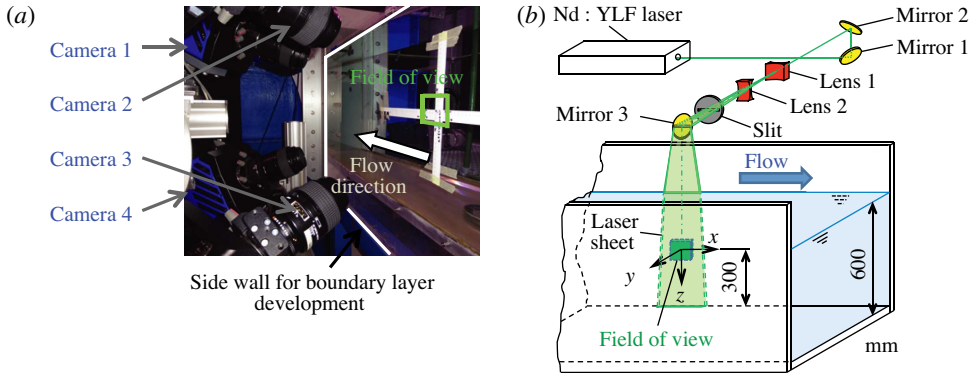 (a)
Camera 1
Camera 2
Camera 3
Camera 4
Field of view
Flow
direction
Side wall for boundary layer
development
(b)
Nd : YLF laser
Mirror 2
Mirror 1
Lens 1
Lens 2
Slit
Mirror 3
Flow
Laser
sheet
x
y
z
300
600
Field of view
mm